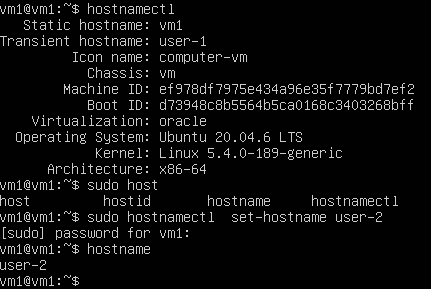 vm1@vm1:~$ hostnamectl
   Static hostname: vm1
Transient hostname: user-1
         Icon name: computer-vm
           Chassis: vm
        Machine ID: ef978df7975e434a96e35f7779bd7ef2
           Boot ID: d73948c8b5564b5ca0168c3403268bff
    Virtualization: oracle
  Operating System: Ubuntu 20.04.6 LTS
            Kernel: Linux 5.4.0-189-generic
      Architecture: x86-64
vm1@vm1:~$ sudo host
host         hostid       hostname     hostnamectl
vm1@vm1:~$ sudo hostnamectl  set-hostname user-2
[sudo] password for vm1:
vm1@vm1:~$ hostname
user-2
vm1@vm1:~$